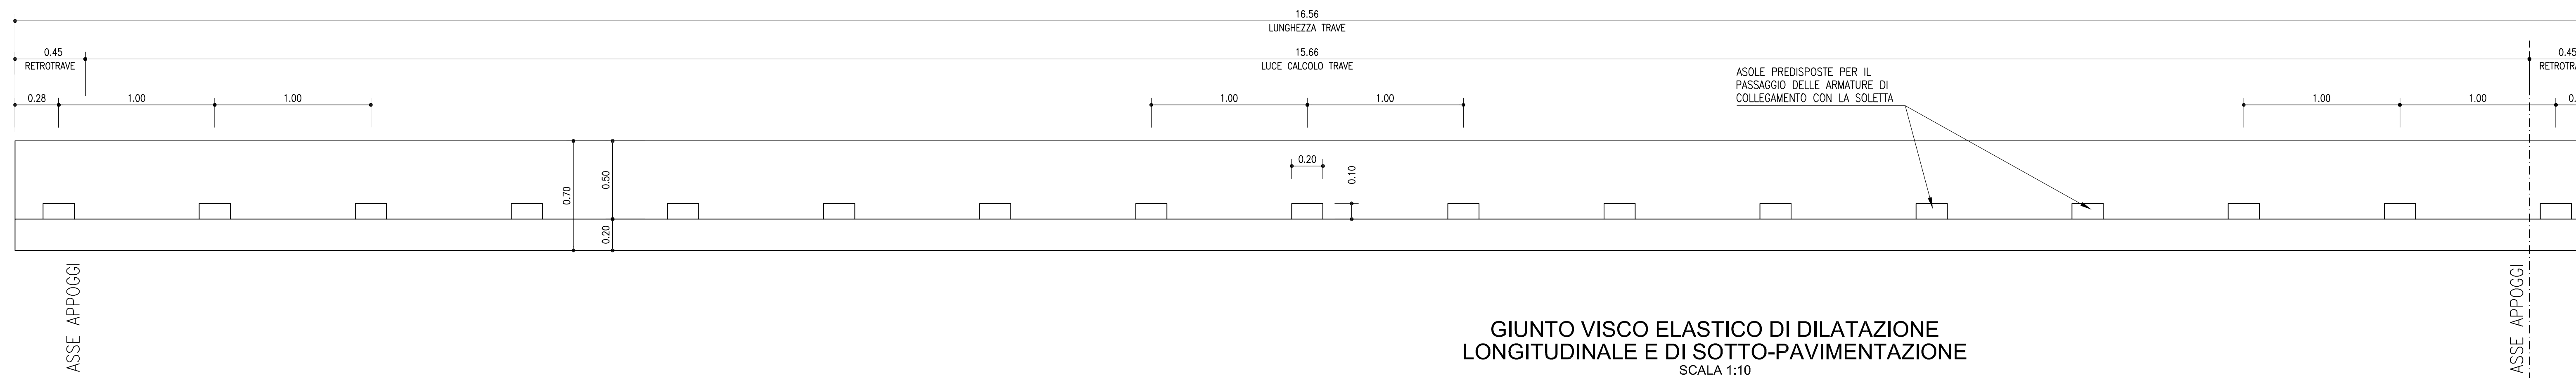 16.56
LUNGHEZZA TRAVE
0.45
15.66
0.45
RETROTRAVE
LUCE CALCOLO TRAVE
ASOLE PREDISPOSTE PER IL
PASSAGGIO DELLE ARMATURE DI
COLLEGAMENTO CON LA SOLETTA
0.28
1.00
1.00
1.00
1.00
1.00
1.00
0.70
0.50
0.20
0.20
0.10
ASSE APPOGGI
ASSE APPOGGI
GIUNTO VISCO ELASTICO DI DILATAZIONE
LONGITUDINALE E DI SOTTO-PAVIMENTAZIONE
SCALA 1:10